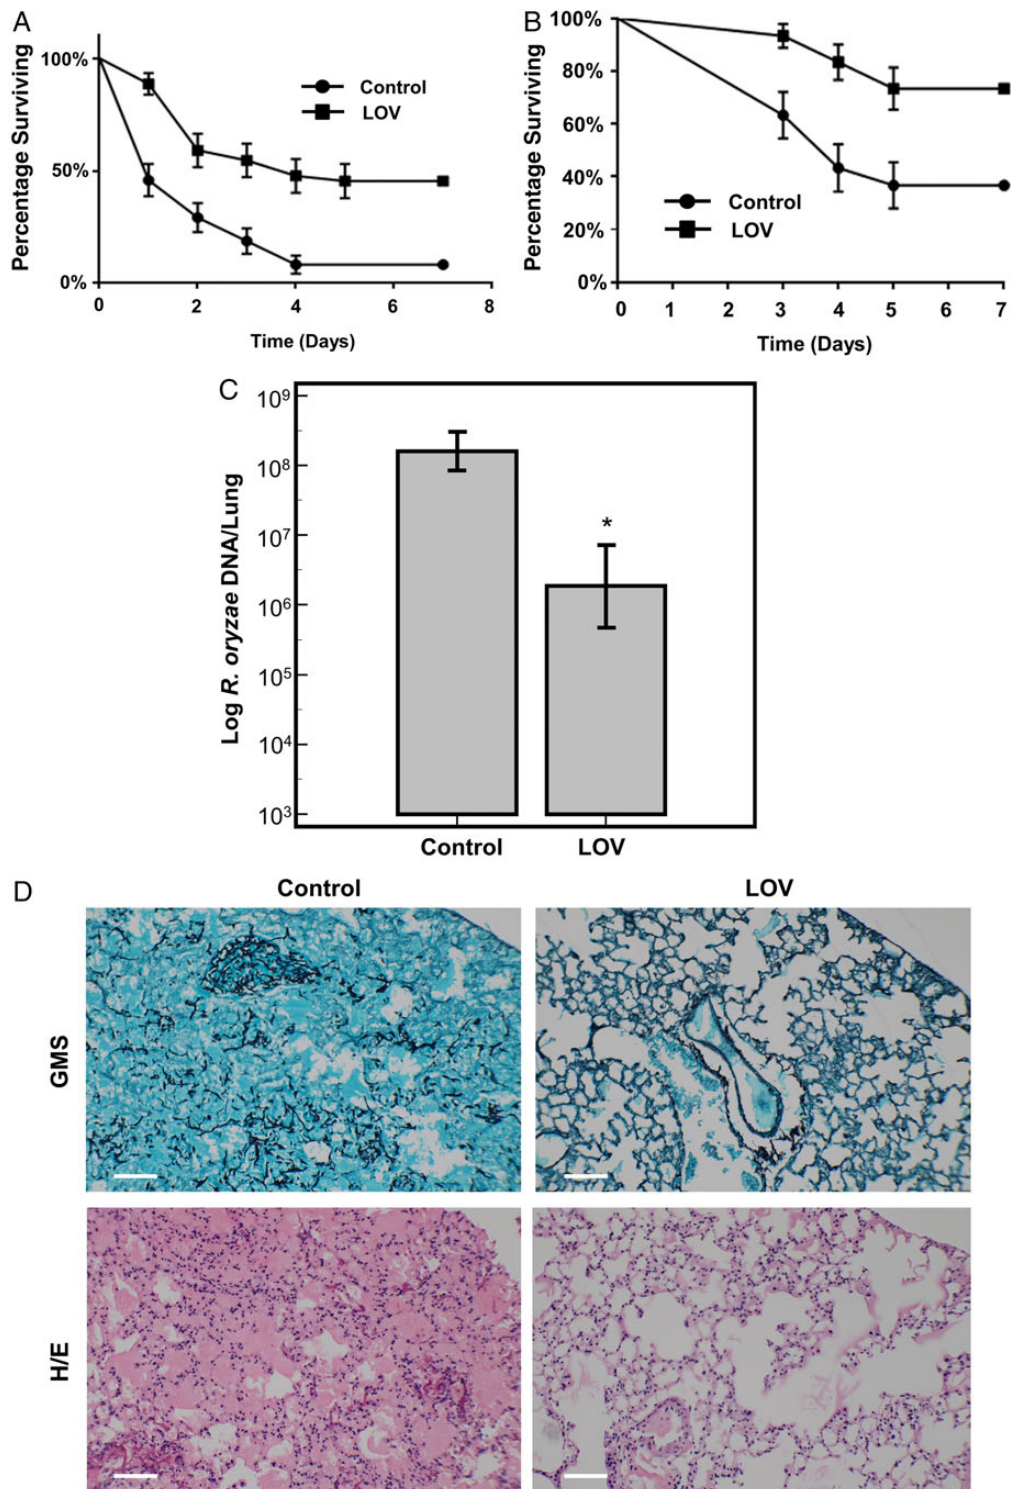 A
Percentage Surviving
100%
50%
0%
Control
LOV
0 2 4 6 8
Time (Days)
B
Percentage Surviving
100%
80%
60%
40%
20%
0%
Control
LOV
0 1 2 3 4 5 6 7
Time (Days)
C
Log R. oryzae DNA/Lung
10⁹
10⁸
10⁷
10⁶
10⁵
10⁴
10³
*
Control LOV
D
Control LOV
GMS
H/E